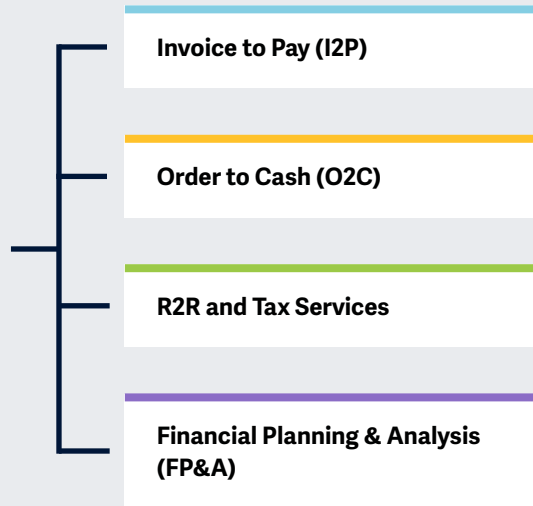 Invoice to Pay (I2P)
Order to Cash (O2C)
R2R and Tax Services
Financial Planning & Analysis
(FP&A)